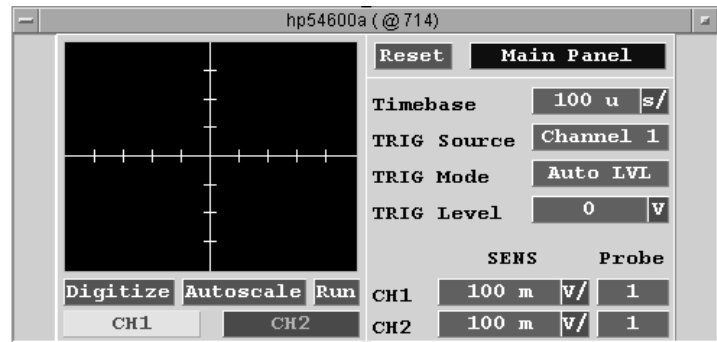 hp54600a ( @ 714)
Reset Main Panel
Timebase 100 u s/
TRIG Source Channel 1
TRIG Mode Auto LVL
TRIG Level 0 V
SENS Probe
Digitize Autoscale Run
CH1 CH2
CH1 100 m V/ 1
CH2 100 m V/ 1